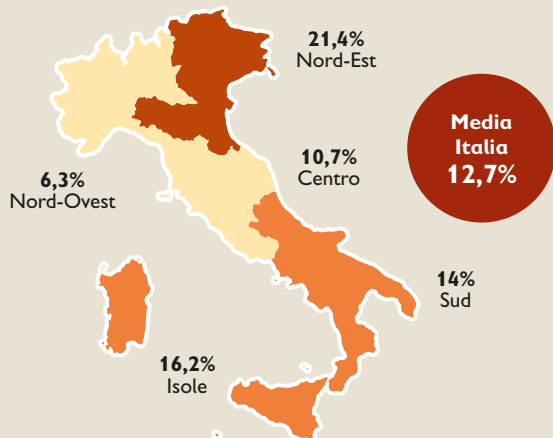 21,4%
Nord-Est
Media
Italia
12,7%
10,7%
Centro
6,3%
Nord-Ovest
14%
Sud
16,2%
Isole